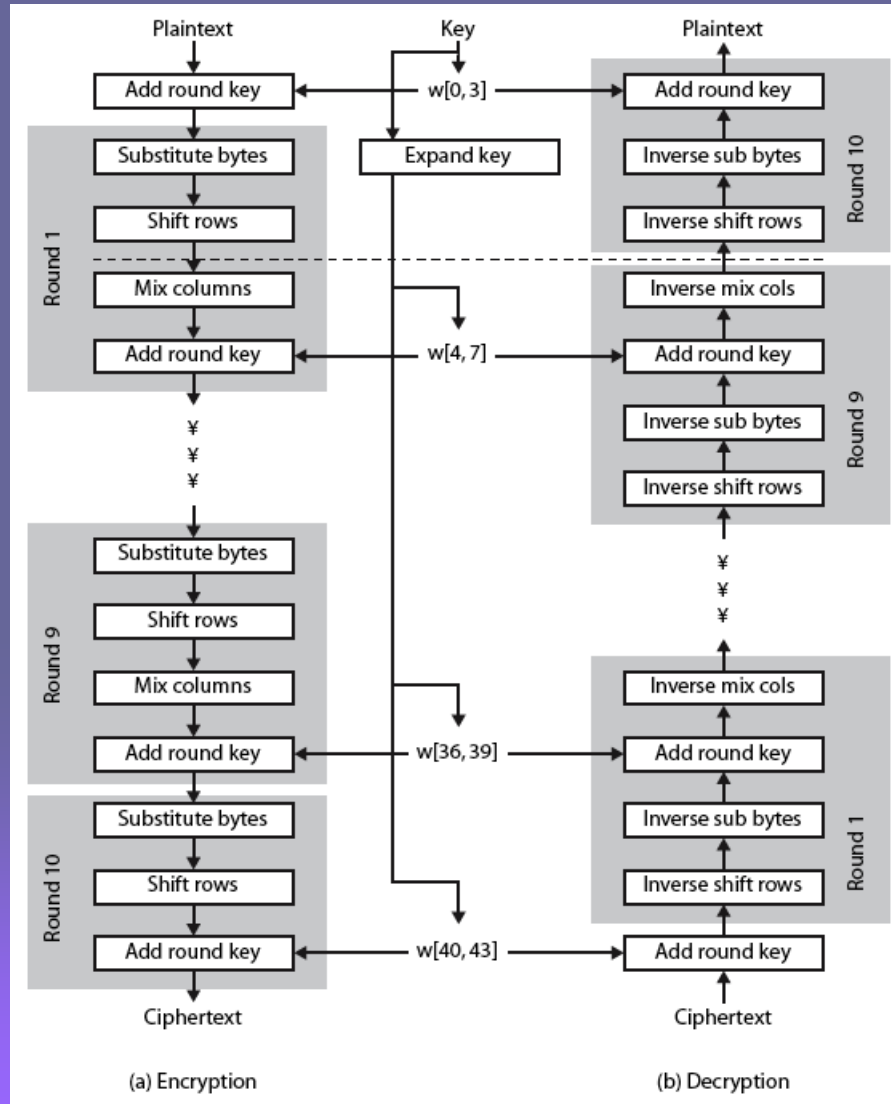 Plaintext
Add round key
Round 1
Substitute bytes
Shift rows
Mix columns
Add round key
¥
¥
¥
Round 9
Substitute bytes
Shift rows
Mix columns
Add round key
Round 10
Substitute bytes
Shift rows
Add round key
Ciphertext
(a) Encryption
Key
w[0, 3]
Expand key
w[4, 7]
w[36, 39]
w[40, 43]
Plaintext
Add round key
Inverse sub bytes
Inverse shift rows
Round 10
Inverse mix cols
Add round key
Inverse sub bytes
Inverse shift rows
Round 9
¥
¥
¥
Inverse mix cols
Add round key
Inverse sub bytes
Inverse shift rows
Round 1
Add round key
Ciphertext
(b) Decryption